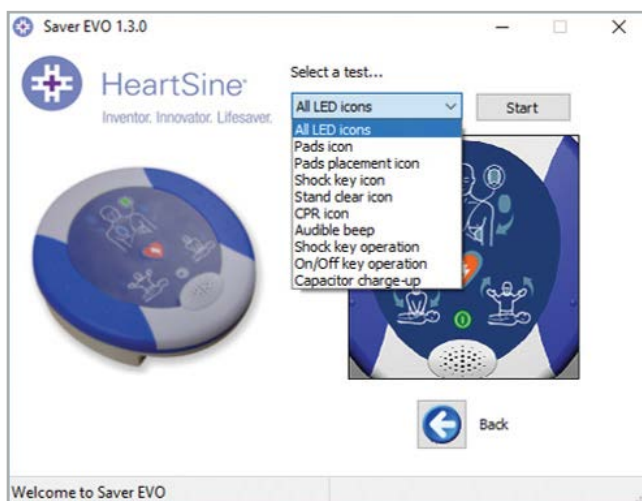 Saver EVO 1.3.0
HeartSine
Inventor. Innovator. Lifesaver.
Select a test...
All LED icons
Start
All LED icons
Pads icon
Pads placement icon
Shock key icon
Stand clear icon
CPR icon
Audible beep
Shock key operation
On/Off key operation
Capacitor charge-up
Back
Welcome to Saver EVO